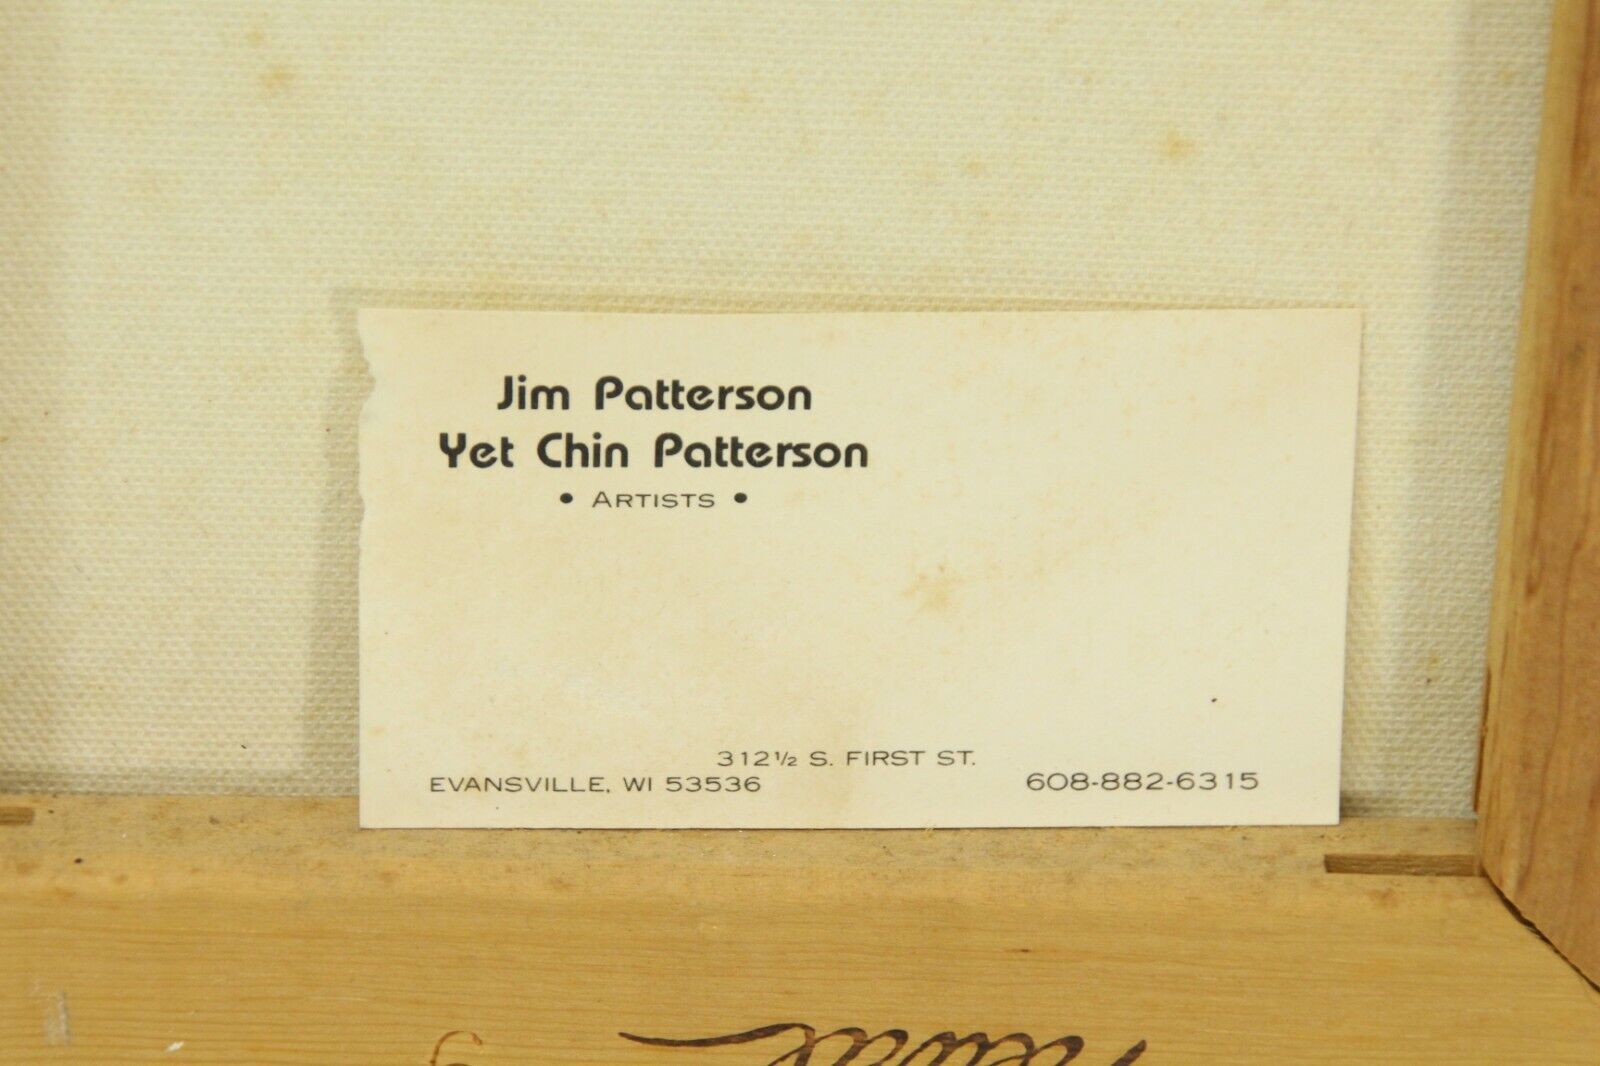 Jim Patterson
Yet Chin Patterson
• ARTISTS •
312½ S. FIRST ST.
EVANSVILLE, WI 53536 608-882-6315